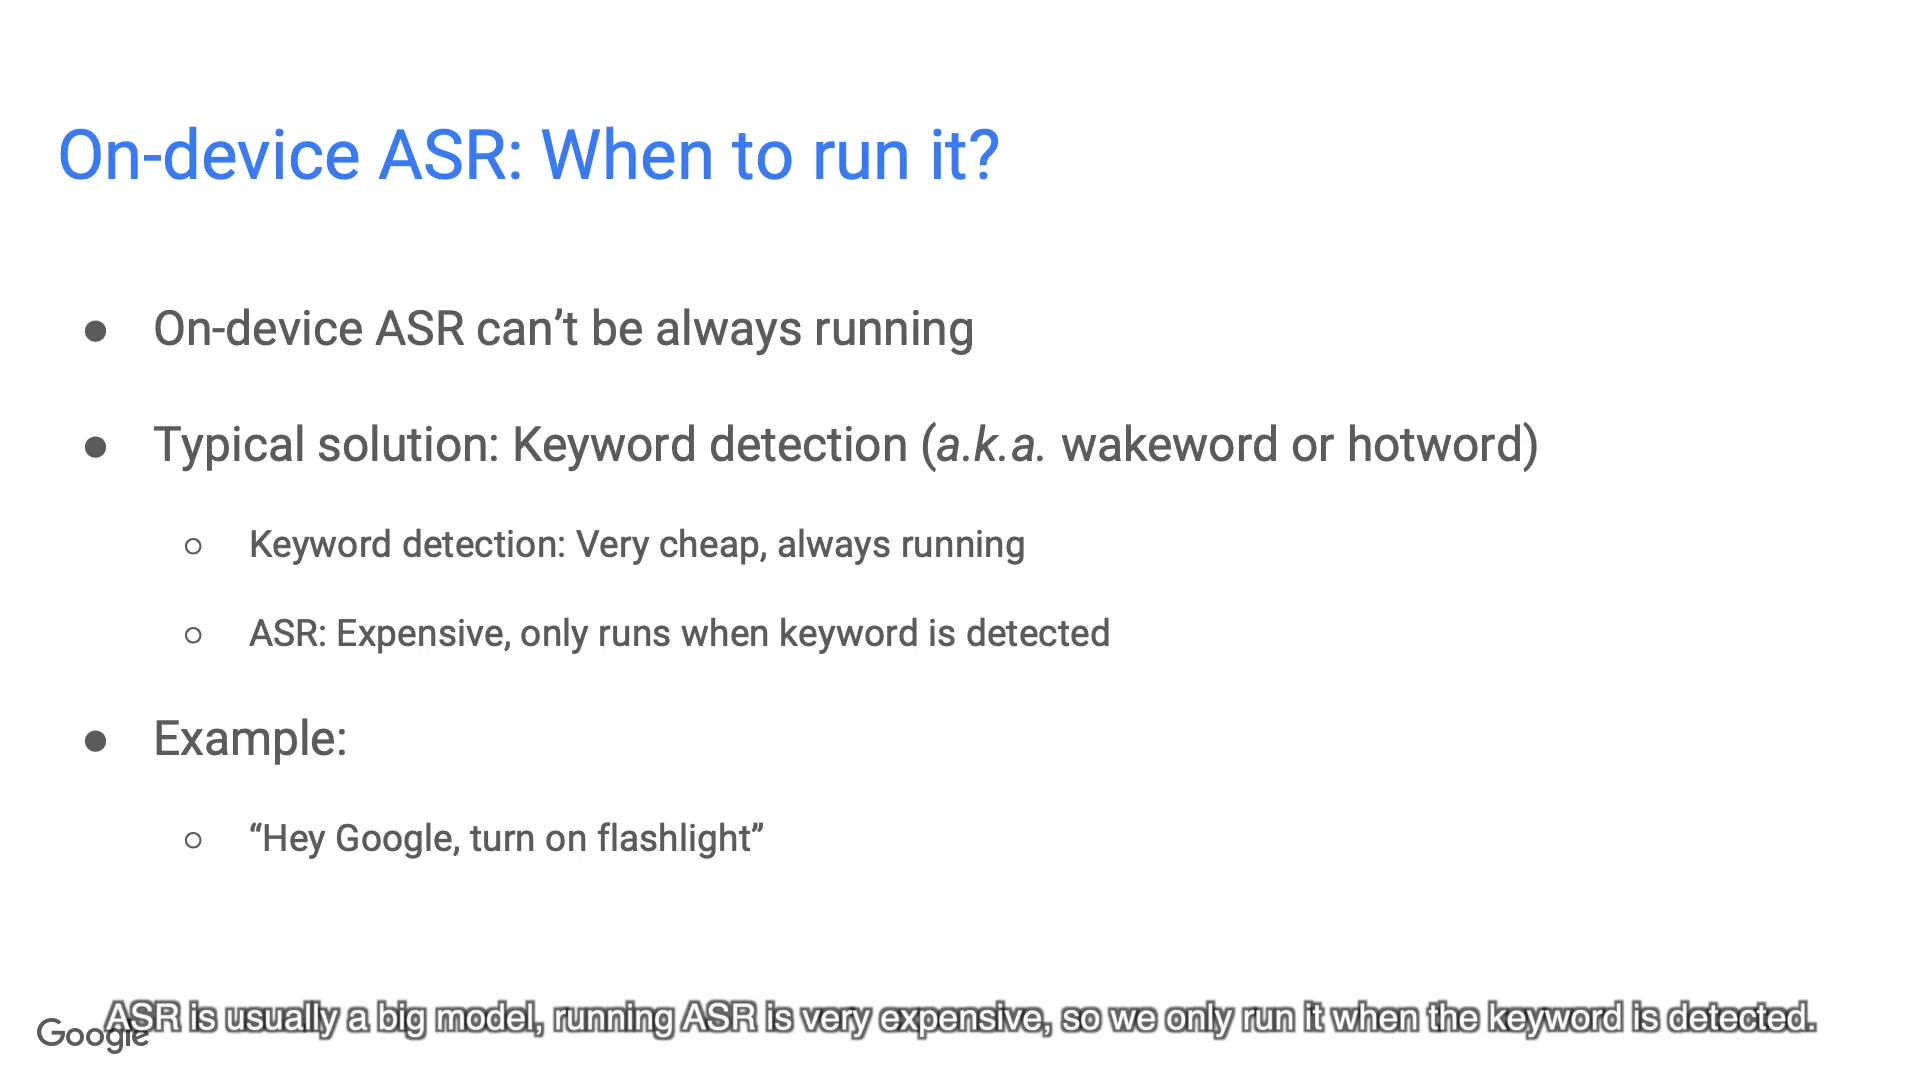 On-device ASR: When to run it?
● On-device ASR can’t be always running
● Typical solution: Keyword detection (a.k.a. wakeword or hotword)
○ Keyword detection: Very cheap, always running
○ ASR: Expensive, only runs when keyword is detected
● Example:
○ “Hey Google, turn on flashlight”
ASR is usually a big model, running ASR is very expensive, so we only run it when the keyword is detected.
Google